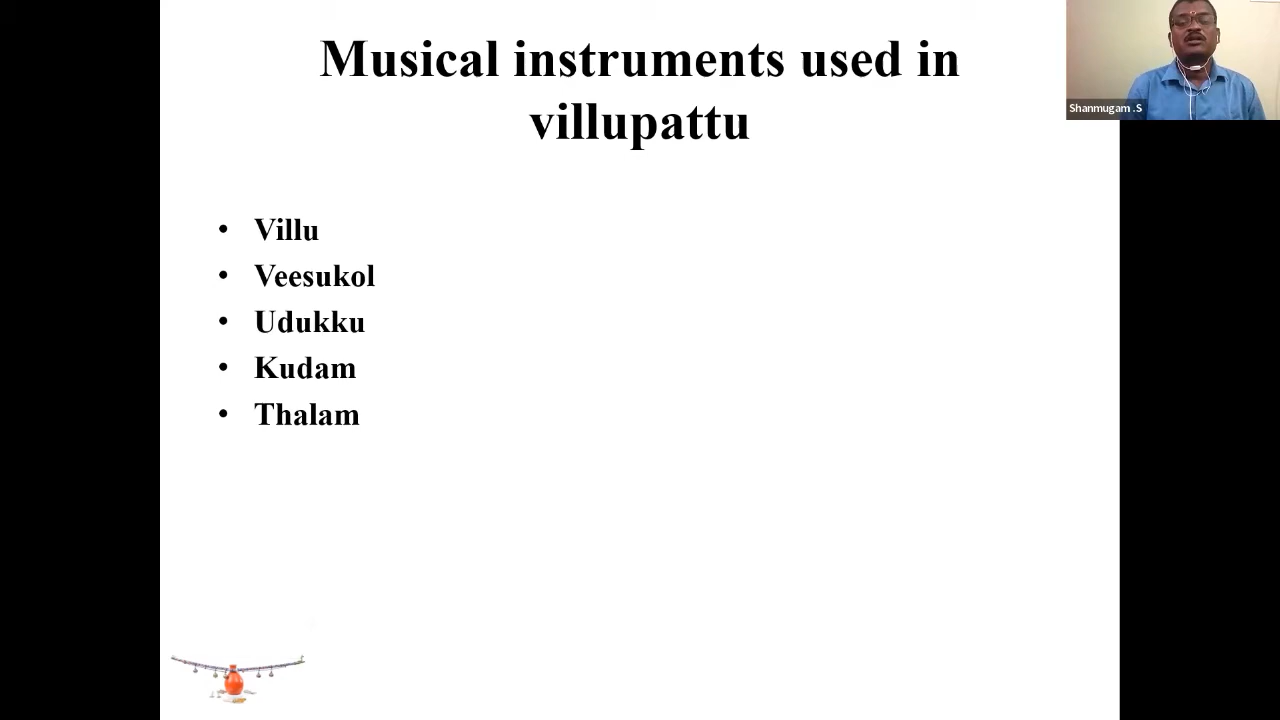 Musical instruments used in
villupattu
• Villu
• Veesukol
• Udukku
• Kudam
• Thalam
Shanmugam .S